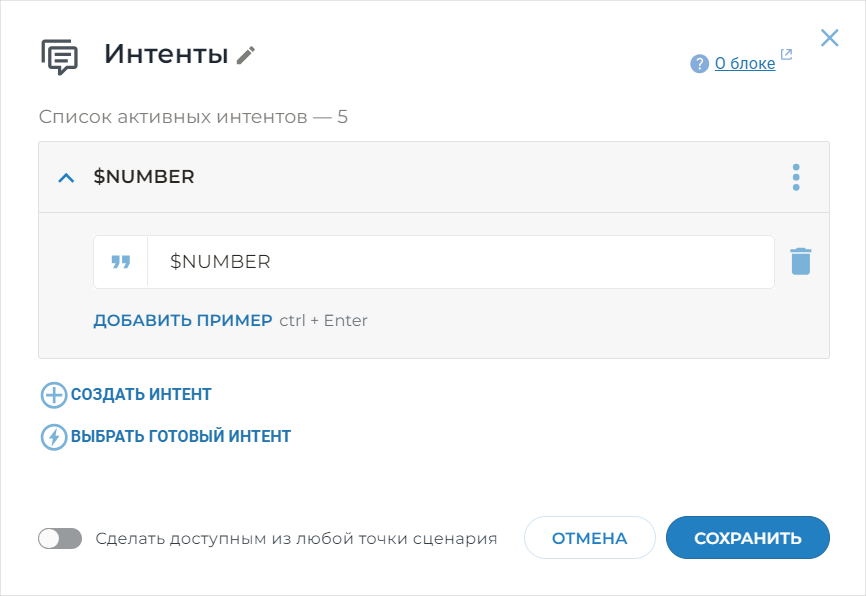 Интенты
? О блоке
Список активных интентов — 5
$NUMBER
$NUMBER
ДОБАВИТЬ ПРИМЕР ctrl + Enter
СОЗДАТЬ ИНТЕНТ
ВЫБРАТЬ ГОТОВЫЙ ИНТЕНТ
Сделать доступным из любой точки сценария
ОТМЕНА
СОХРАНИТЬ